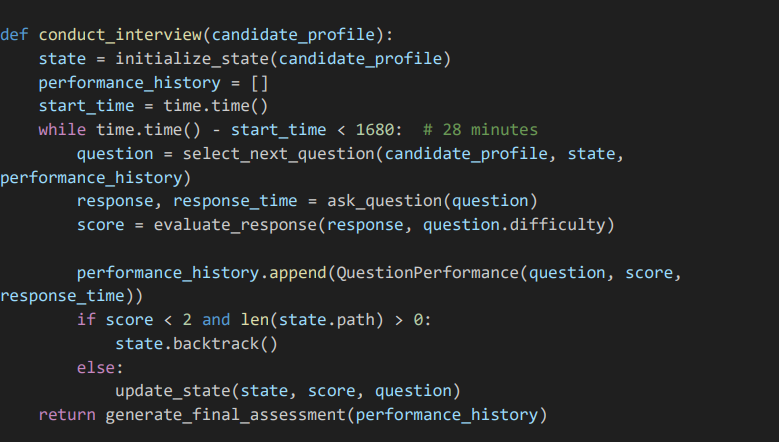 def conduct_interview(candidate_profile):
    state = initialize_state(candidate_profile)
    performance_history = []
    start_time = time.time()
    while time.time() - start_time < 1680:  # 28 minutes
        question = select_next_question(candidate_profile, state,
performance_history)
        response, response_time = ask_question(question)
        score = evaluate_response(response, question.difficulty)

        performance_history.append(QuestionPerformance(question, score,
response_time))
        if score < 2 and len(state.path) > 0:
            state.backtrack()
        else:
            update_state(state, score, question)
    return generate_final_assessment(performance_history)